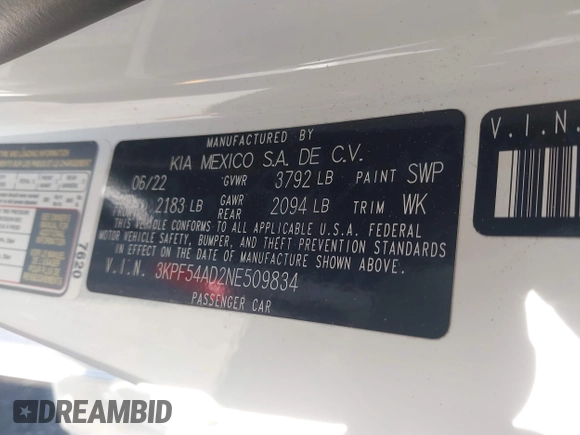 MANUFACTURED BY
KIA MEXICO S.A. DE C.V.
06/22 GVWR 3792 LB PAINT SWP
2183 LB GAWR REAR 2094 LB TRIM WK
THIS VEHICLE CONFORMS TO ALL APPLICABLE U.S.A. FEDERAL
MOTOR VEHICLE SAFETY, BUMPER, AND THEFT PREVENTION STANDARDS
IN EFFECT ON THE DATE OF MANUFACTURE SHOWN ABOVE.
V.I.N. 3KPF54AD2NE509834
PASSENGER CAR
7620
V.I.N.
DREAMBID